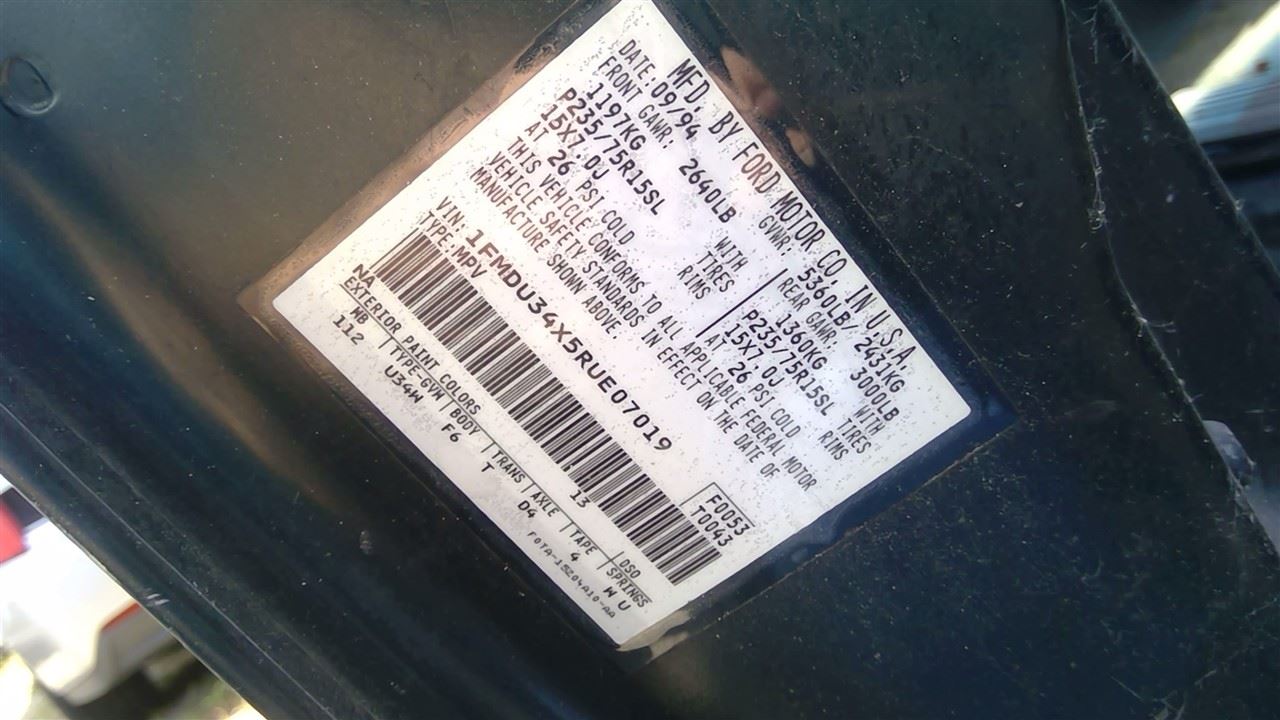 MFD. BY FORD MOTOR CO. IN U.S.A.
DATE: 09/94 GVWR: 5360LB/ 2431KG
FRONT GAWR: 2640LB REAR GAWR: 3000LB
1197KG WITH 1360KG WITH
P235/75R15SL TIRES P235/75R15SL TIRES
15X7.0J RIMS 15X7.0J RIMS
AT 26 PSI COLD AT 26 PSI COLD
THIS VEHICLE CONFORMS TO ALL APPLICABLE FEDERAL MOTOR
VEHICLE SAFETY STANDARDS IN EFFECT ON THE DATE OF
MANUFACTURE SHOWN ABOVE.
VIN: 1FMDU34X5RUE07019 F0053
TYPE: MPV T0043
NA 13
EXTERIOR PAINT COLORS DSO
WB TYPE-GVW BODY TRANS AXLE TAPE SPRINGS
112 U34W F6 T D4 4 W U
F0TA-15204A10-AA